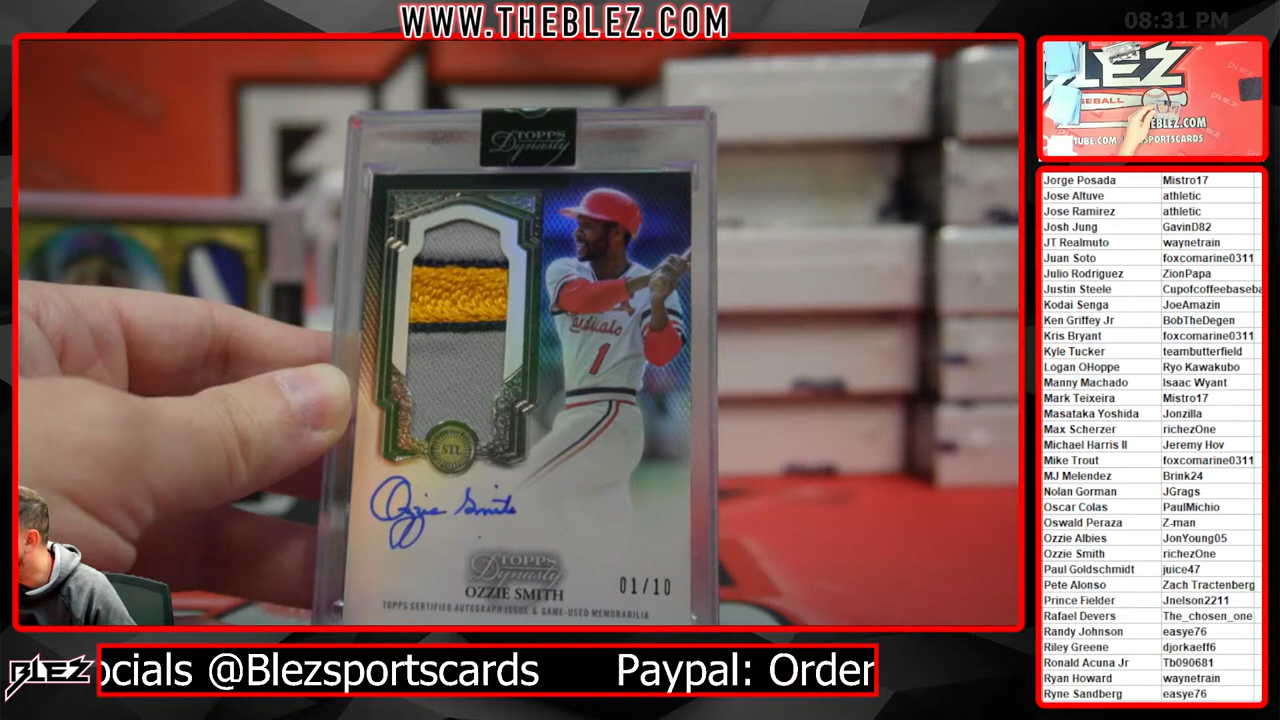 WWW.THEBLEZ.COM
08:31 PM
TOPPS
Dynasty
Cardinals
1
STL
Ozzie Smith
TOPPS
Dynasty
OZZIE SMITH
01/10
TOPPS CERTIFIED AUTOGRAPH ISSUE & GAME-USED MEMORABILIA
BLEZ
ocials @Blezsportscards Paypal: Order
LEZ
SEBALL
BLEZ.COM
TUBE.COM/
SPORTSCARDS
Jorge Posada Mistro17
Jose Altuve athletic
Jose Ramirez athletic
Josh Jung GavinD82
JT Realmuto waynetrain
Juan Soto foxcomarine0311
Julio Rodriguez ZionPapa
Justin Steele Cupofcoffeebaseba
Kodai Senga JoeAmazin
Ken Griffey Jr BobTheDegen
Kris Bryant foxcomarine0311
Kyle Tucker teambutterfield
Logan OHoppe Ryo Kawakubo
Manny Machado Isaac Wyant
Mark Teixeira Mistro17
Masataka Yoshida Jonzilla
Max Scherzer richezOne
Michael Harris II Jeremy Hov
Mike Trout foxcomarine0311
MJ Melendez Brink24
Nolan Gorman JGrags
Oscar Colas PaulMichio
Oswald Peraza Z-man
Ozzie Albies JonYoung05
Ozzie Smith richezOne
Paul Goldschmidt juice47
Pete Alonso Zach Tractenberg
Prince Fielder Jnelson2211
Rafael Devers The_chosen_one
Randy Johnson easye76
Riley Greene djorkaeff6
Ronald Acuna Jr Tb090681
Ryan Howard waynetrain
Ryne Sandberg easye76